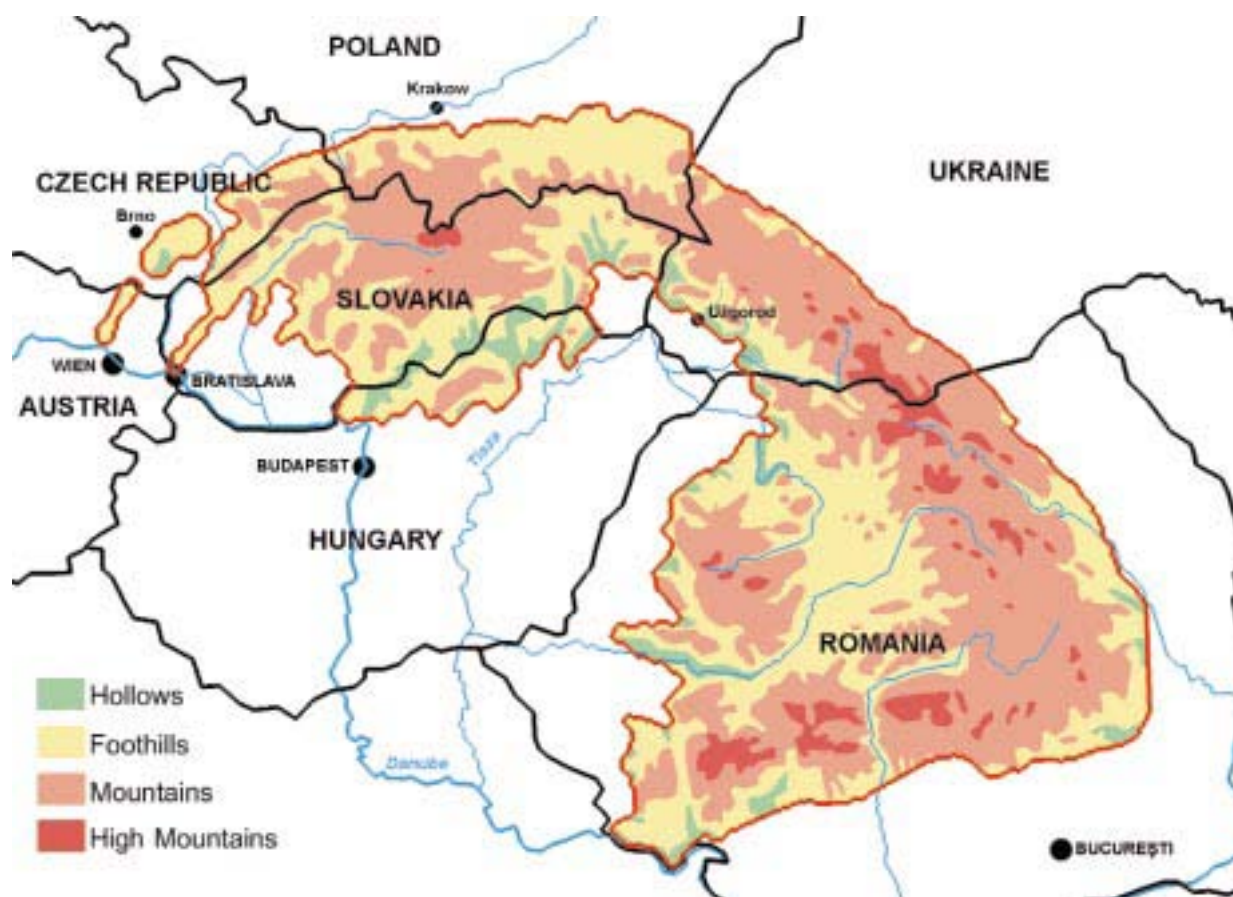 POLAND
Krakow
UKRAINE
CZECH REPUBLIC
Brno
SLOVAKIA
Uzgorod
WIEN
BRATISLAVA
AUSTRIA
BUDAPEST
Tisza
HUNGARY
ROMANIA
Hollows
Foothills
Danube
Mountains
High Mountains
BUCUREŞTI